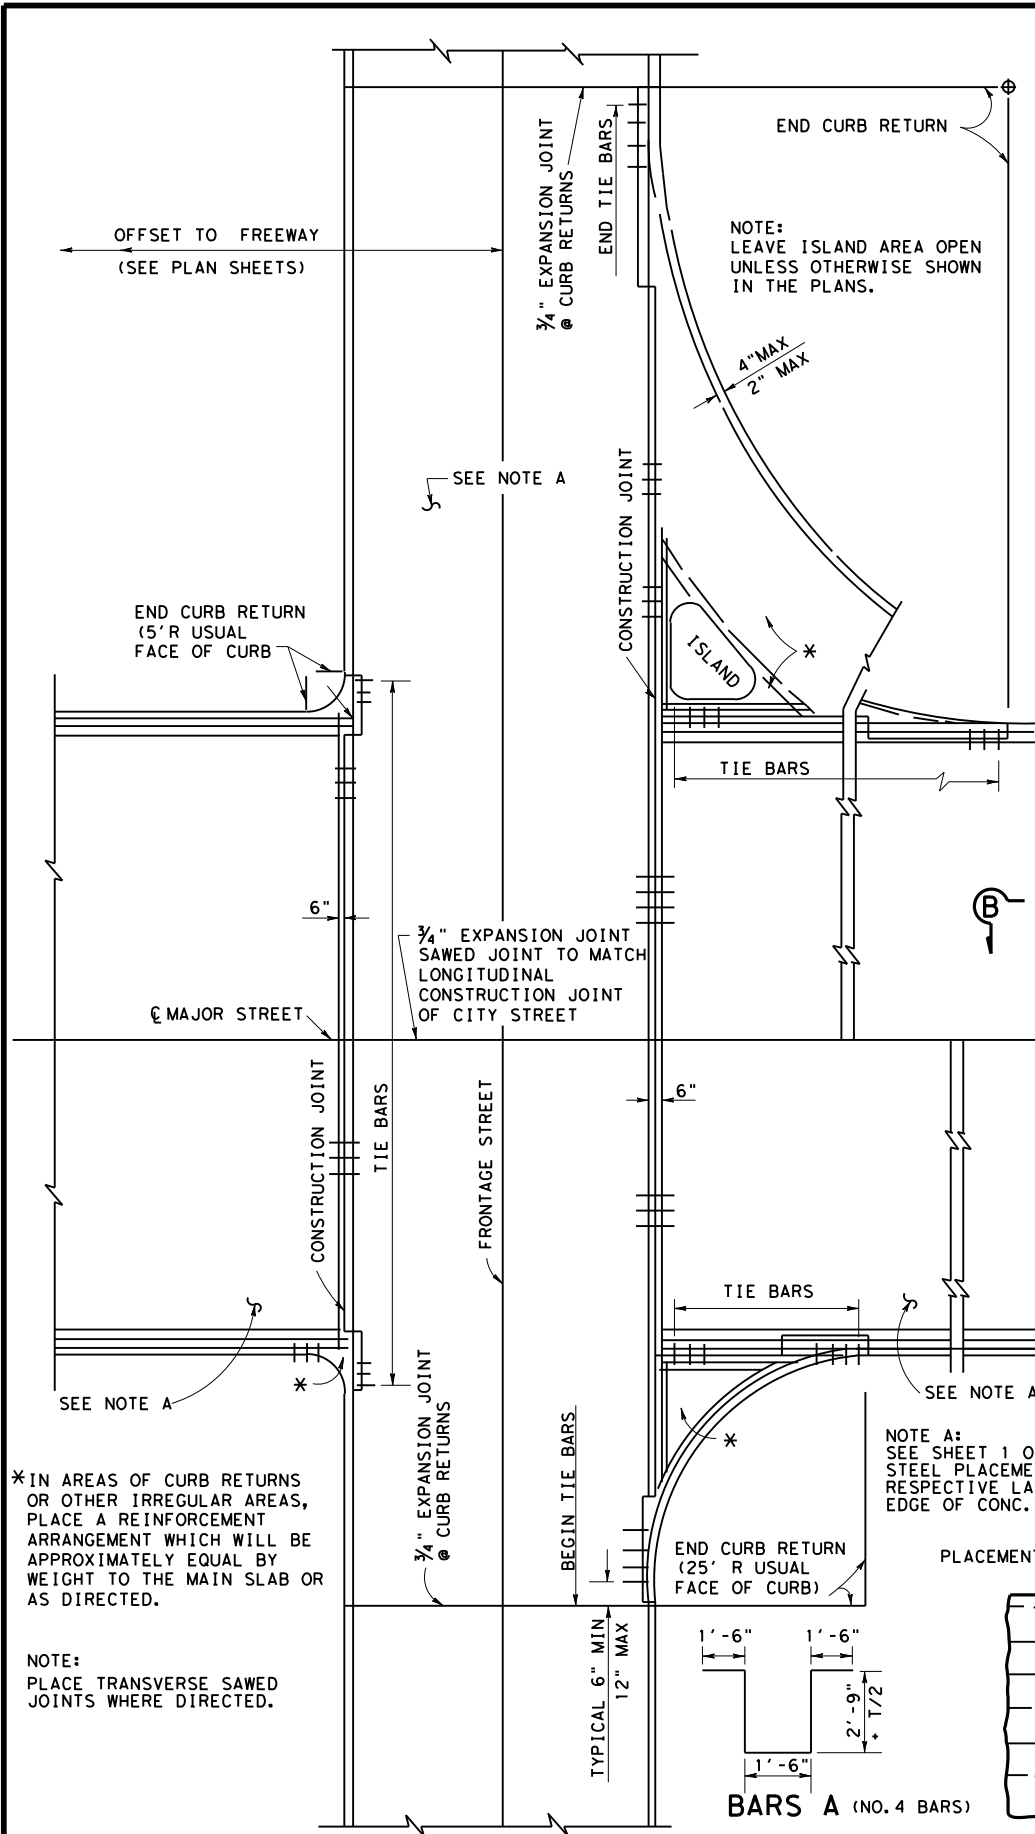 END CURB RETURN
3/4" EXPANSION JOINT
@ CURB RETURNS
END TIE BARS
OFFSET TO FREEWAY
(SEE PLAN SHEETS)
NOTE:
LEAVE ISLAND AREA OPEN
UNLESS OTHERWISE SHOWN
IN THE PLANS.
4"MAX
2" MAX
SEE NOTE A
CONSTRUCTION JOINT
END CURB RETURN
(5'R USUAL
FACE OF CURB
ISLAND
*
TIE BARS
6"
B
3/4" EXPANSION JOINT
SAWED JOINT TO MATCH
LONGITUDINAL
CONSTRUCTION JOINT
OF CITY STREET
℄ MAJOR STREET
CONSTRUCTION JOINT
TIE BARS
FRONTAGE STREET
6"
TIE BARS
SEE NOTE A
*
3/4" EXPANSION JOINT
@ CURB RETURNS
BEGIN TIE BARS
*
SEE NOTE A
NOTE A:
SEE SHEET 1 O
STEEL PLACEME
RESPECTIVE LA
EDGE OF CONC.
*IN AREAS OF CURB RETURNS
OR OTHER IRREGULAR AREAS,
PLACE A REINFORCEMENT
ARRANGEMENT WHICH WILL BE
APPROXIMATELY EQUAL BY
WEIGHT TO THE MAIN SLAB OR
AS DIRECTED.
END CURB RETURN
(25' R USUAL
FACE OF CURB)
PLACEMENT
NOTE:
PLACE TRANSVERSE SAWED
JOINTS WHERE DIRECTED.
TYPICAL 6" MIN
12" MAX
1'-6"
1'-6"
2'-9"
+ T/2
1'-6"
BARS A (NO.4 BARS)